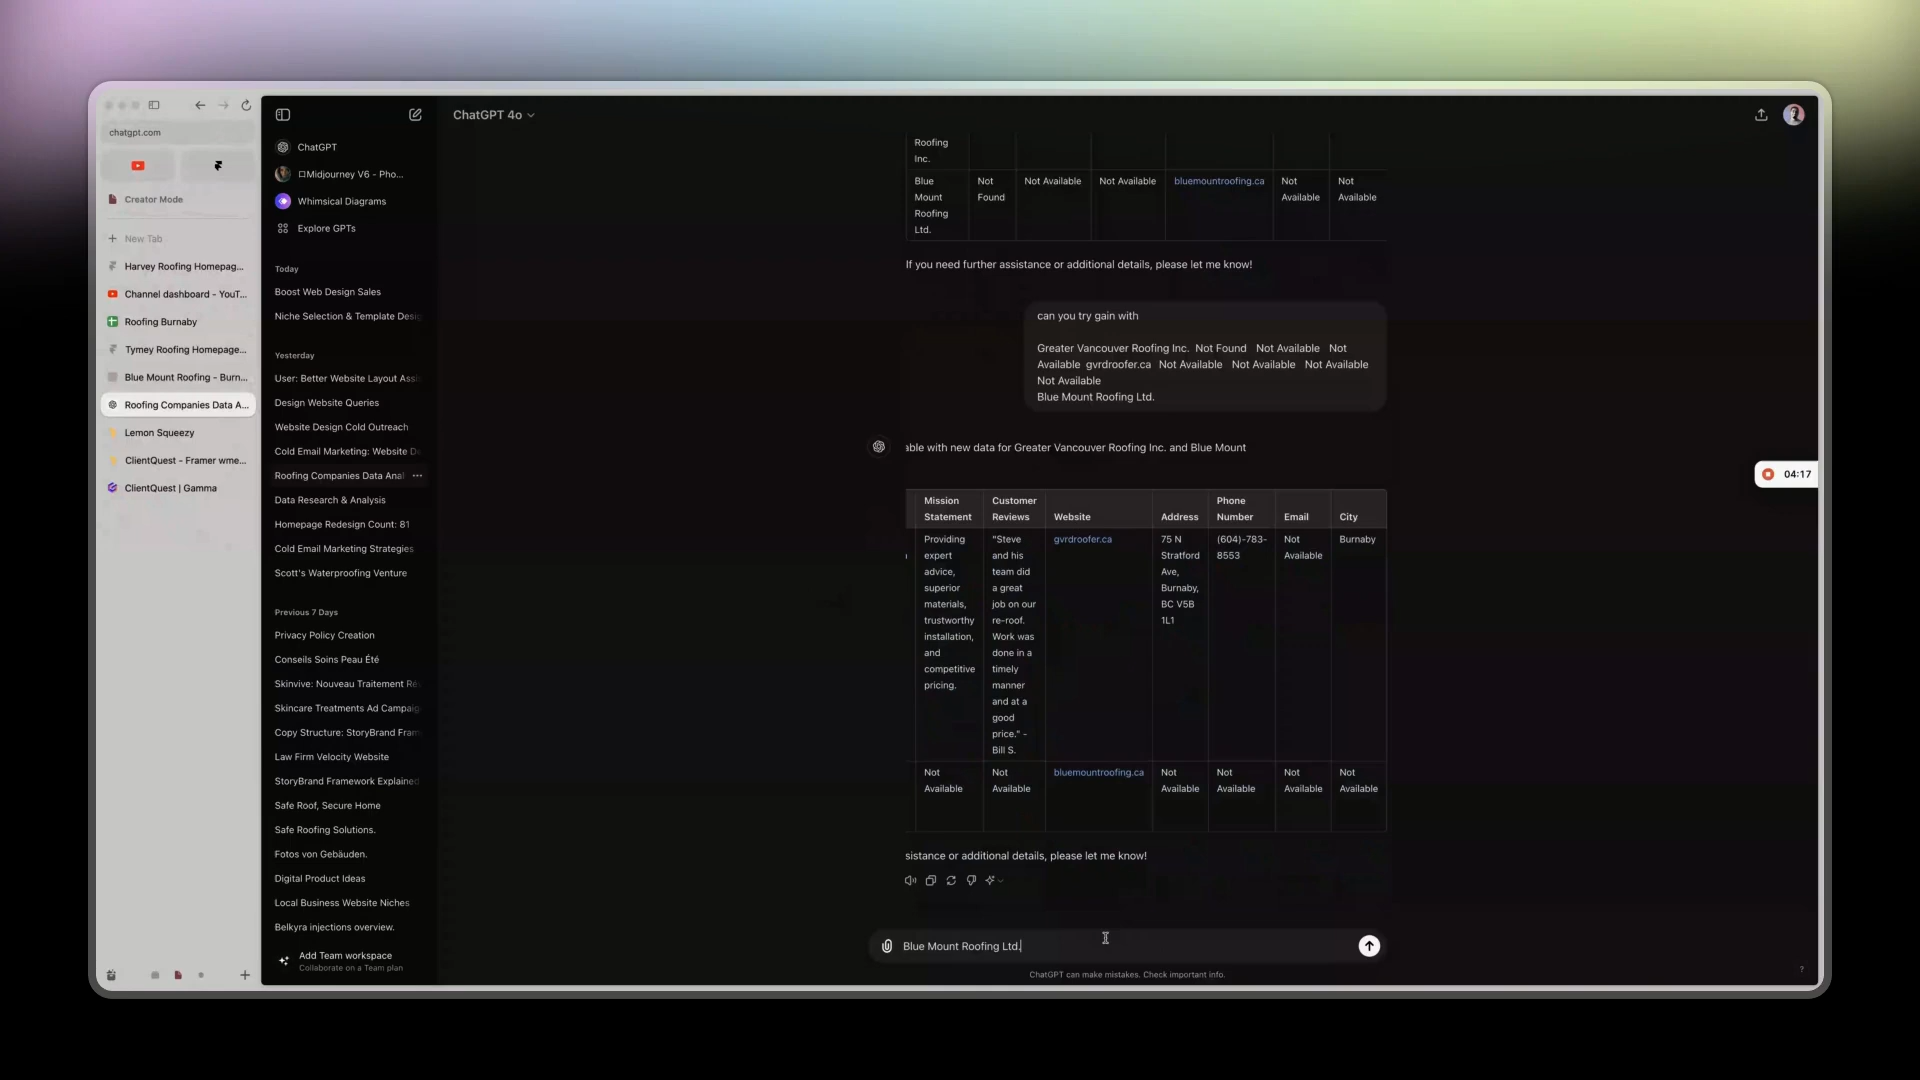 chatgpt.com
Creator Mode
New Tab
Harvey Roofing Homepag...
Channel dashboard - YouT...
Roofing Burnaby
Tymey Roofing Homepage...
Blue Mount Roofing - Burn...
Roofing Companies Data A...
Lemon Squeezy
ClientQuest - Framer wme...
ClientQuest | Gamma
ChatGPT
Midjourney V6 - Pho...
Whimsical Diagrams
Explore GPTs
Today
Boost Web Design Sales
Niche Selection & Template Desi
Yesterday
User: Better Website Layout Assi
Design Website Queries
Website Design Cold Outreach
Cold Email Marketing: Website D
Roofing Companies Data Anal
Data Research & Analysis
Homepage Redesign Count: 81
Cold Email Marketing Strategies
Scott's Waterproofing Venture
Previous 7 Days
Privacy Policy Creation
Conseils Soins Peau Été
Skinvive: Nouveau Traitement Ré
Skincare Treatments Ad Campaig
Copy Structure: StoryBrand Fram
Law Firm Velocity Website
StoryBrand Framework Explained
Safe Roof, Secure Home
Safe Roofing Solutions.
Fotos von Gebäuden.
Digital Product Ideas
Local Business Website Niches
Belkyra injections overview.
Add Team workspace
Collaborate on a Team plan
ChatGPT 4o
Roofing
Inc.
Blue Mount Roofing Ltd. Not Found Not Available Not Available bluemountroofing.ca Not Available Not Available
If you need further assistance or additional details, please let me know!
can you try gain with
Greater Vancouver Roofing Inc. Not Found Not Available Not
Available gvrdroofer.ca Not Available Not Available Not Available
Not Available
Blue Mount Roofing Ltd.
able with new data for Greater Vancouver Roofing Inc. and Blue Mount
Mission Statement Customer Reviews Website Address Phone Number Email City
Providing expert advice, superior materials, trustworthy installation, and competitive pricing.
"Steve and his team did a great job on our re-roof. Work was done in a timely manner and at a good price." - Bill S.
gvrdroofer.ca
75 N Stratford Ave, Burnaby, BC V5B 1L1
(604)-783-8553
Not Available
Burnaby
Not Available Not Available bluemountroofing.ca Not Available Not Available Not Available Not Available
sistance or additional details, please let me know!
Blue Mount Roofing Ltd.
ChatGPT can make mistakes. Check important info.
?
04:17